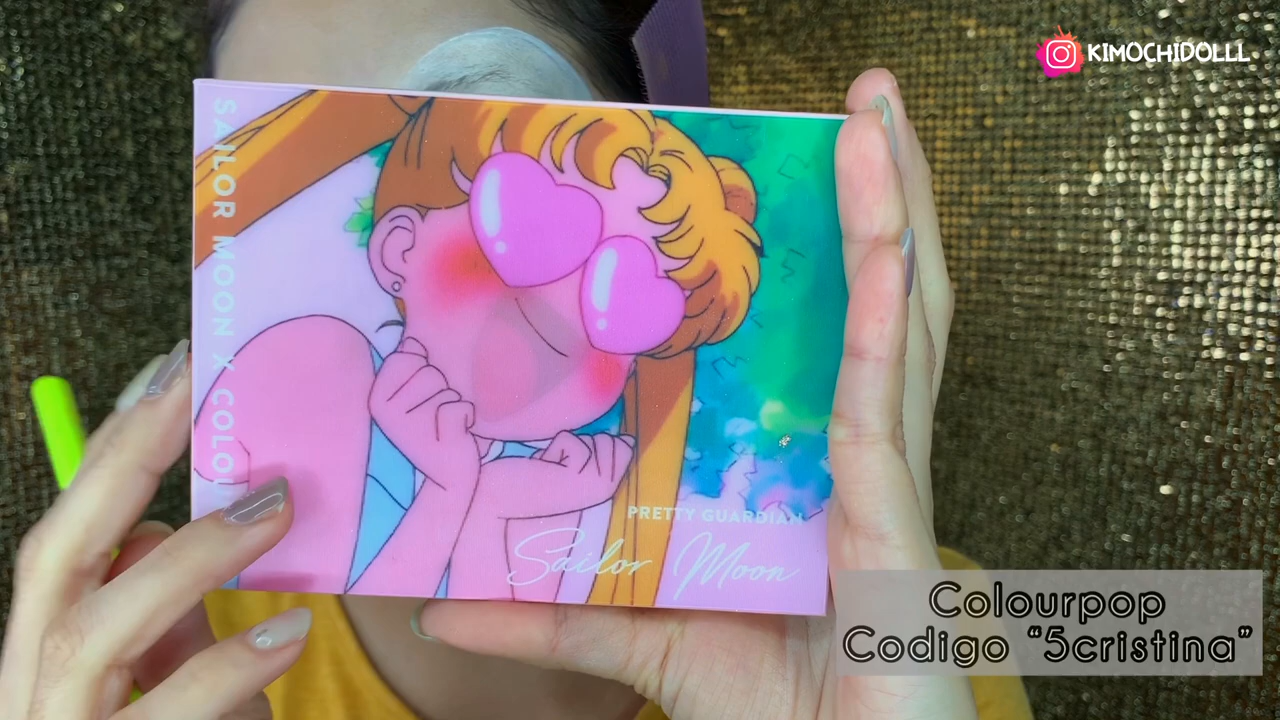 KIMOCHIDOLLL
SAILOR MOON X COLOU
PRETTY GUARDIAN
Sailor Moon
Colourpop
Codigo “5cristina”